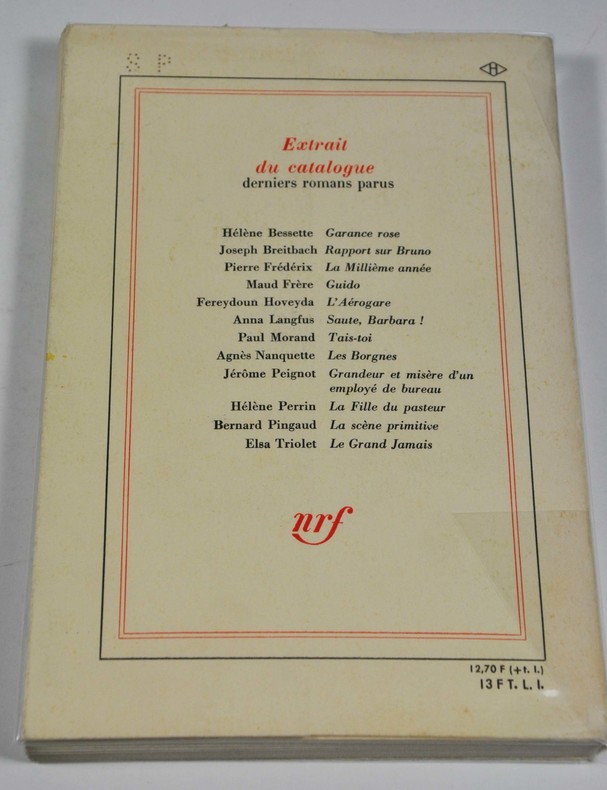 S P
H
Extrait
du catalogue
derniers romans parus
Hélène Bessette Garance rose
Joseph Breitbach Rapport sur Bruno
Pierre Frédérix La Millième année
Maud Frère Guido
Fereydoun Hoveyda L'Aérogare
Anna Langfus Saute, Barbara !
Paul Morand Tais-toi
Agnès Nanquette Les Borgnes
Jérôme Peignot Grandeur et misère d'un
employé de bureau
Hélène Perrin La Fille du pasteur
Bernard Pingaud La scène primitive
Elsa Triolet Le Grand Jamais
nrf
12,70 F (+ t. l.)
13 F T. L. I.